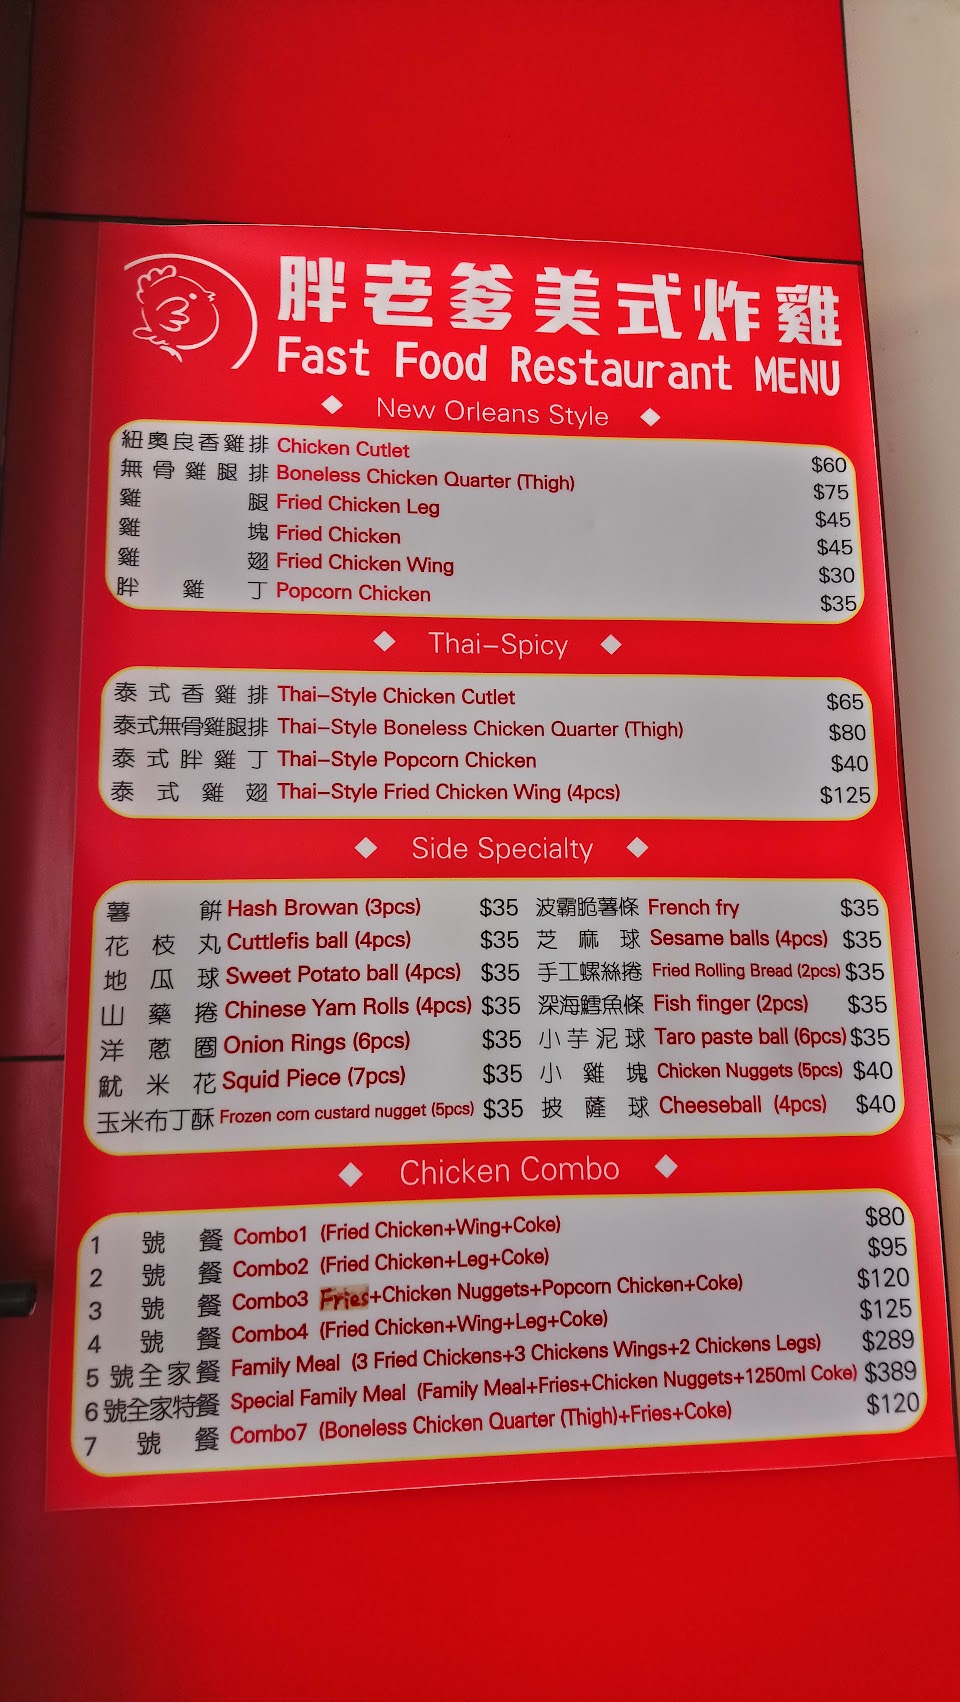 胖老爹美式炸雞
Fast Food Restaurant MENU
◆ New Orleans Style ◆
紐奧良香雞排 Chicken Cutlet $60
無骨雞腿排 Boneless Chicken Quarter (Thigh) $75
雞腿 Fried Chicken Leg $45
雞塊 Fried Chicken $45
雞翅 Fried Chicken Wing $30
胖雞丁 Popcorn Chicken $35
◆ Thai-Spicy ◆
泰式香雞排 Thai-Style Chicken Cutlet $65
泰式無骨雞腿排 Thai-Style Boneless Chicken Quarter (Thigh) $80
泰式胖雞丁 Thai-Style Popcorn Chicken $40
泰式雞翅 Thai-Style Fried Chicken Wing (4pcs) $125
◆ Side Specialty ◆
薯餅 Hash Browan (3pcs) $35 波霸脆薯條 French fry $35
花枝丸 Cuttlefis ball (4pcs) $35 芝麻球 Sesame balls (4pcs) $35
地瓜球 Sweet Potato ball (4pcs) $35 手工螺絲捲 Fried Rolling Bread (2pcs) $35
山藥捲 Chinese Yam Rolls (4pcs) $35 深海鱈魚條 Fish finger (2pcs) $35
洋蔥圈 Onion Rings (6pcs) $35 小芋泥球 Taro paste ball (6pcs) $35
魷米花 Squid Piece (7pcs) $35 小雞塊 Chicken Nuggets (5pcs) $40
玉米布丁酥 Frozen corn custard nugget (5pcs) $35 披薩球 Cheeseball (4pcs) $40
◆ Chicken Combo ◆
1號餐 Combo1 (Fried Chicken+Wing+Coke) $80
2號餐 Combo2 (Fried Chicken+Leg+Coke) $95
3號餐 Combo3 Fries+Chicken Nuggets+Popcorn Chicken+Coke) $120
4號餐 Combo4 (Fried Chicken+Wing+Leg+Coke) $125
5號全家餐 Family Meal (3 Fried Chickens+3 Chickens Wings+2 Chickens Legs) $289
6號全家特餐 Special Family Meal (Family Meal+Fries+Chicken Nuggets+1250ml Coke) $389
7號餐 Combo7 (Boneless Chicken Quarter (Thigh)+Fries+Coke) $120